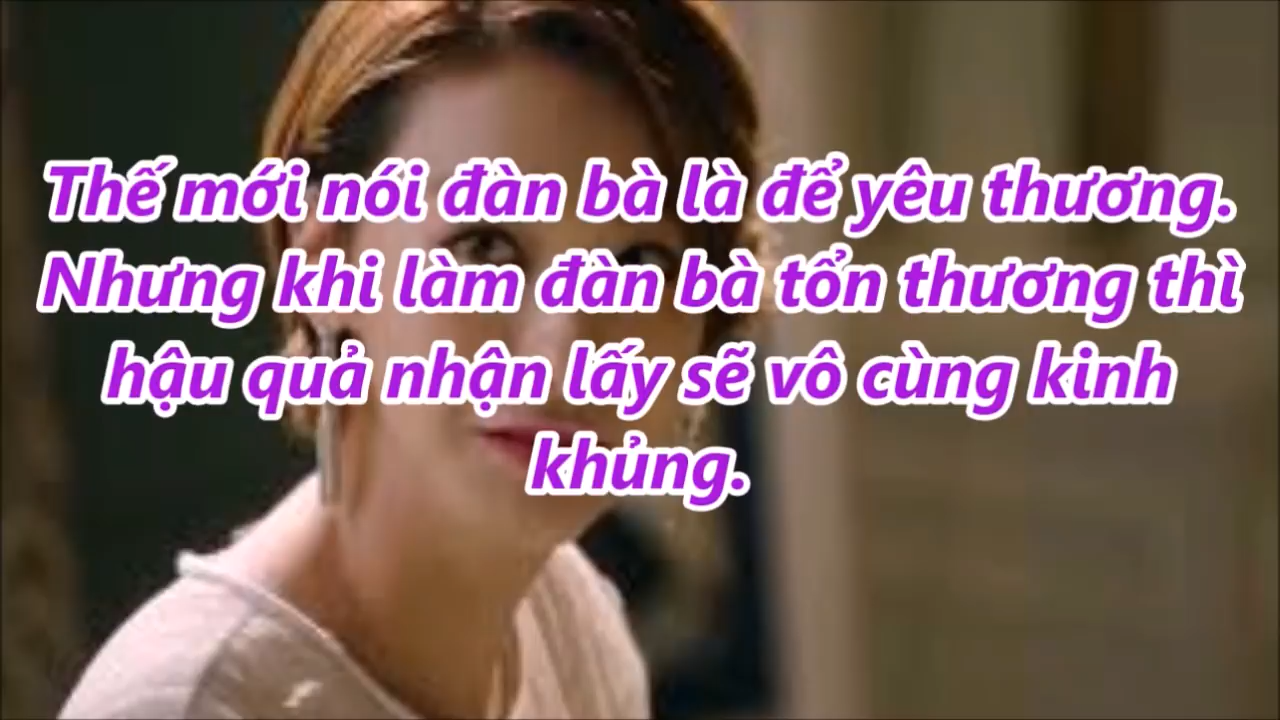 Thế mới nói đàn bà là để yêu thương.
Nhưng khi làm đàn bà tổn thương thì
hậu quả nhận lấy sẽ vô cùng kinh
khủng.